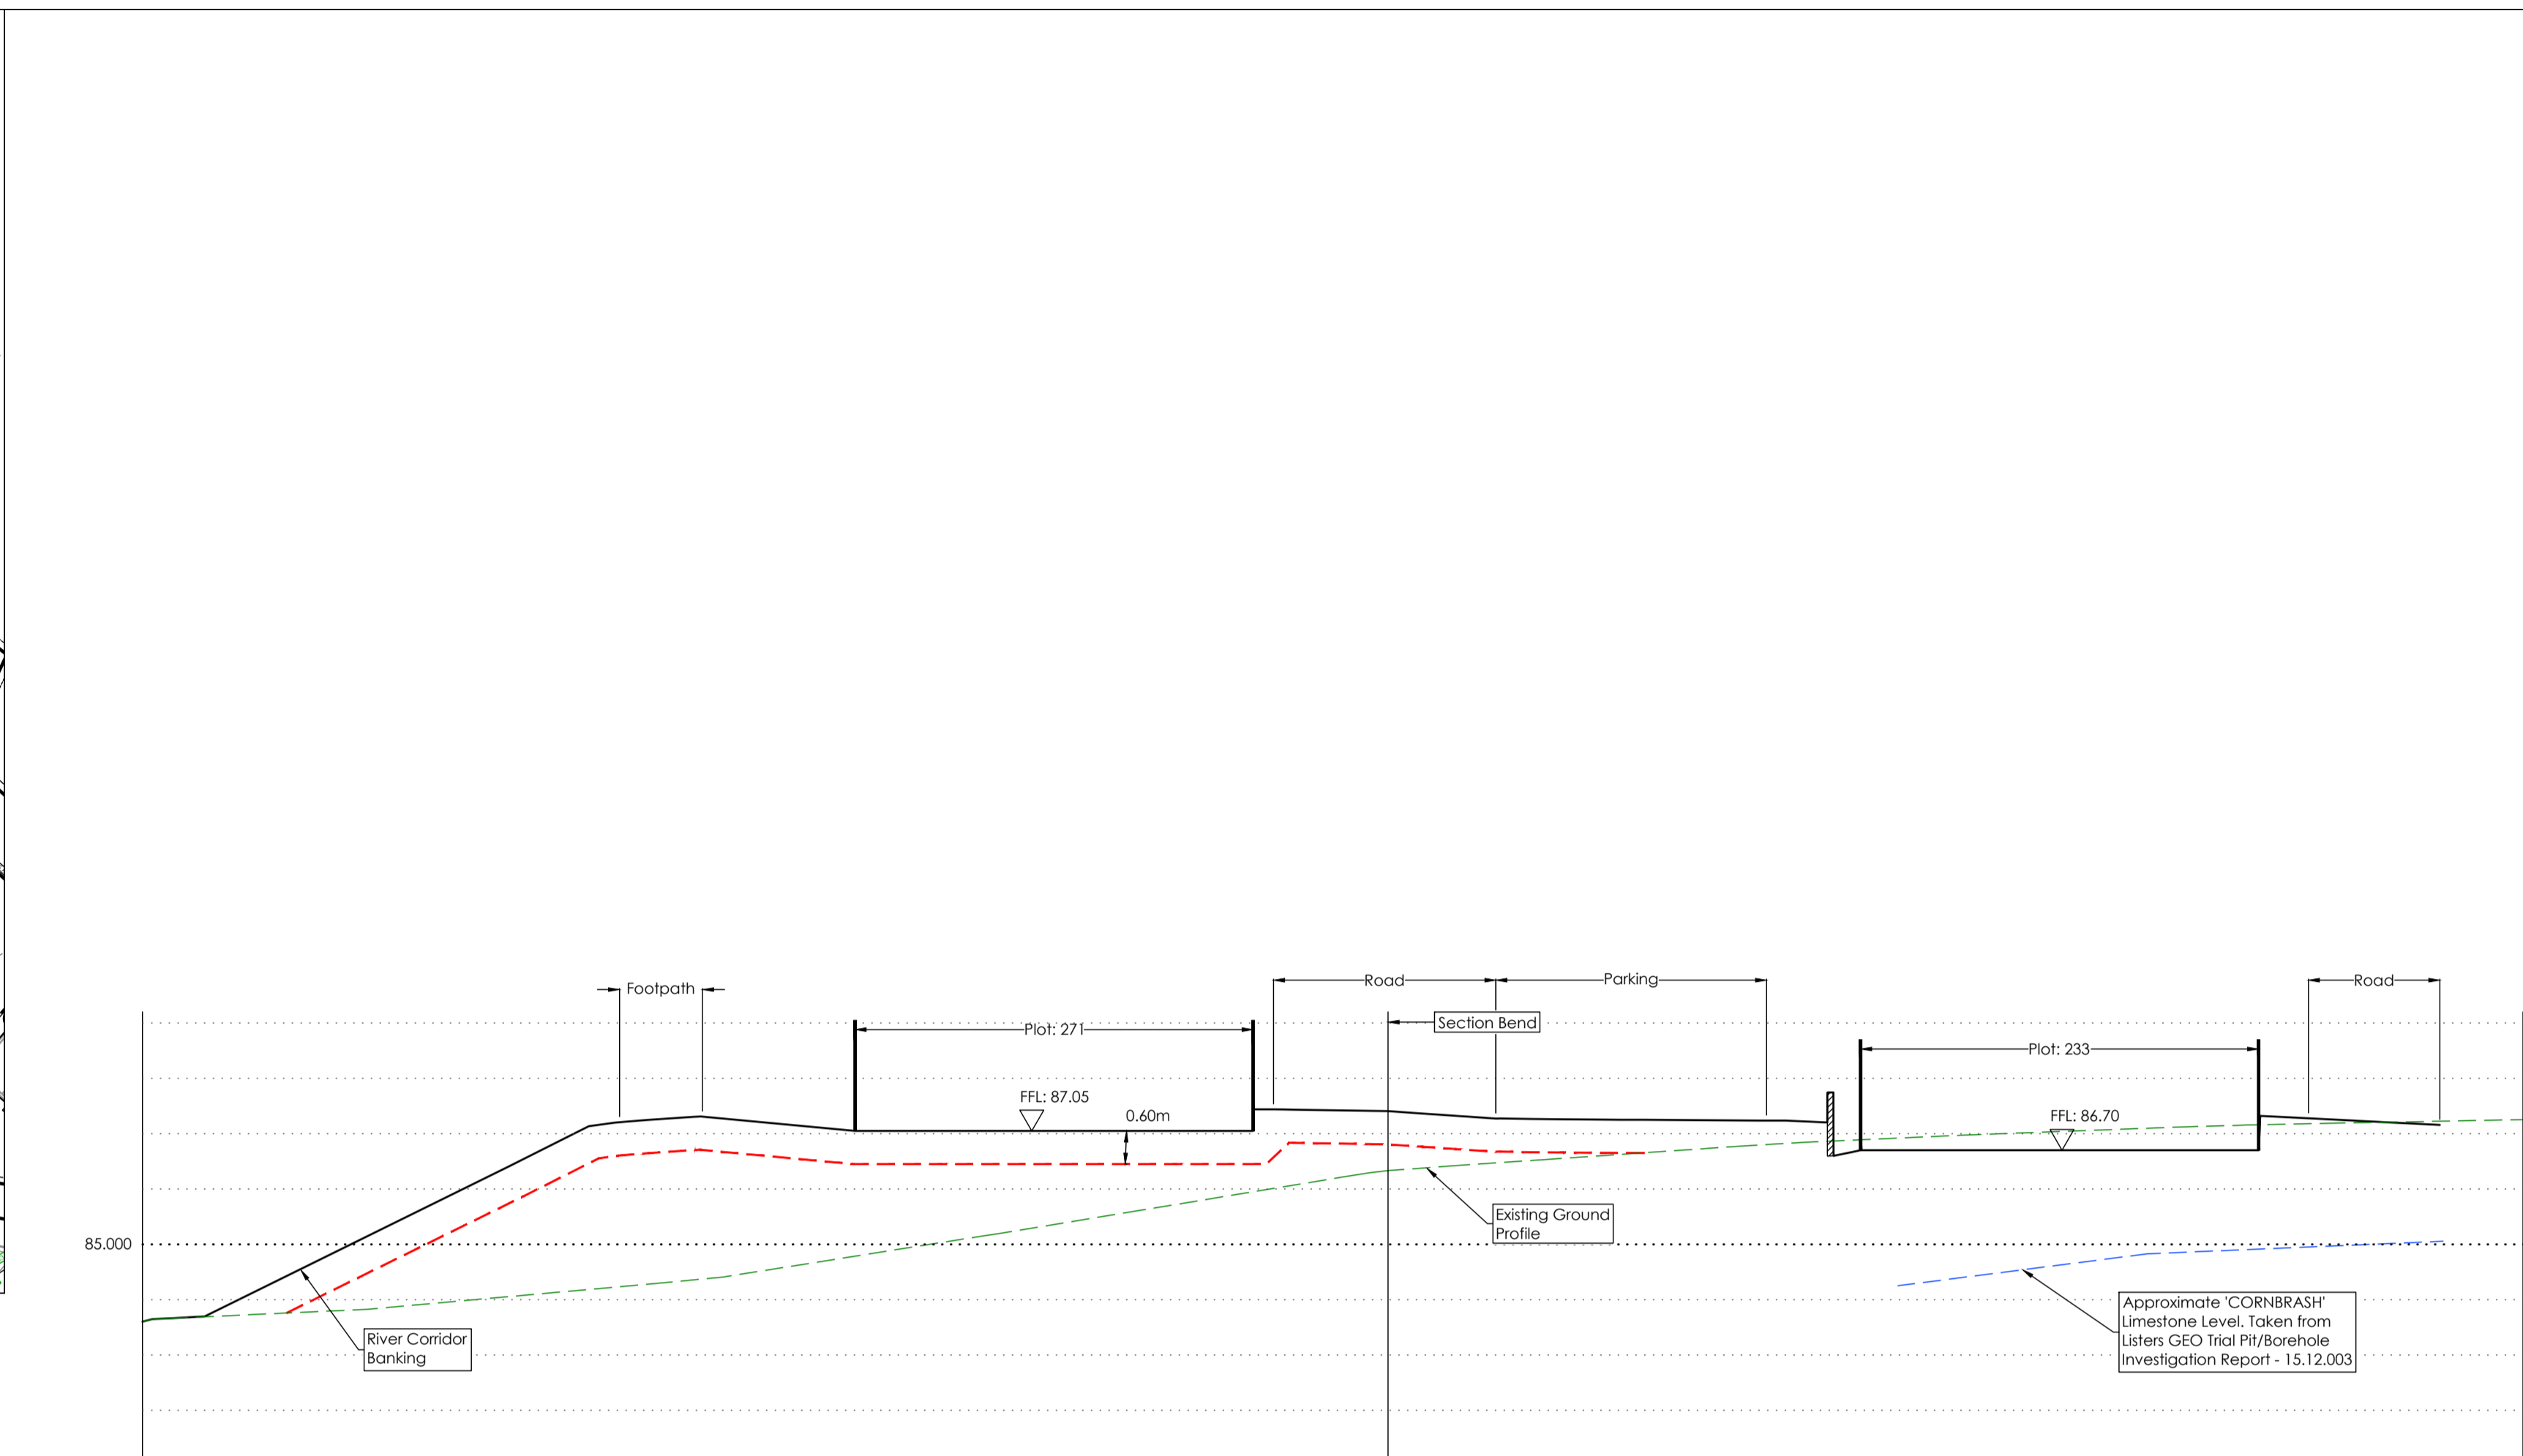 Footpath
Road
Parking
Road
Plot: 271
Section Bend
Plot: 233
FFL: 87.05
0.60m
FFL: 86.70
Existing Ground
Profile
85.000
River Corridor
Banking
Approximate 'CORNBRASH'
Limestone Level. Taken from
Listers GEO Trial Pit/Borehole
Investigation Report - 15.12.003